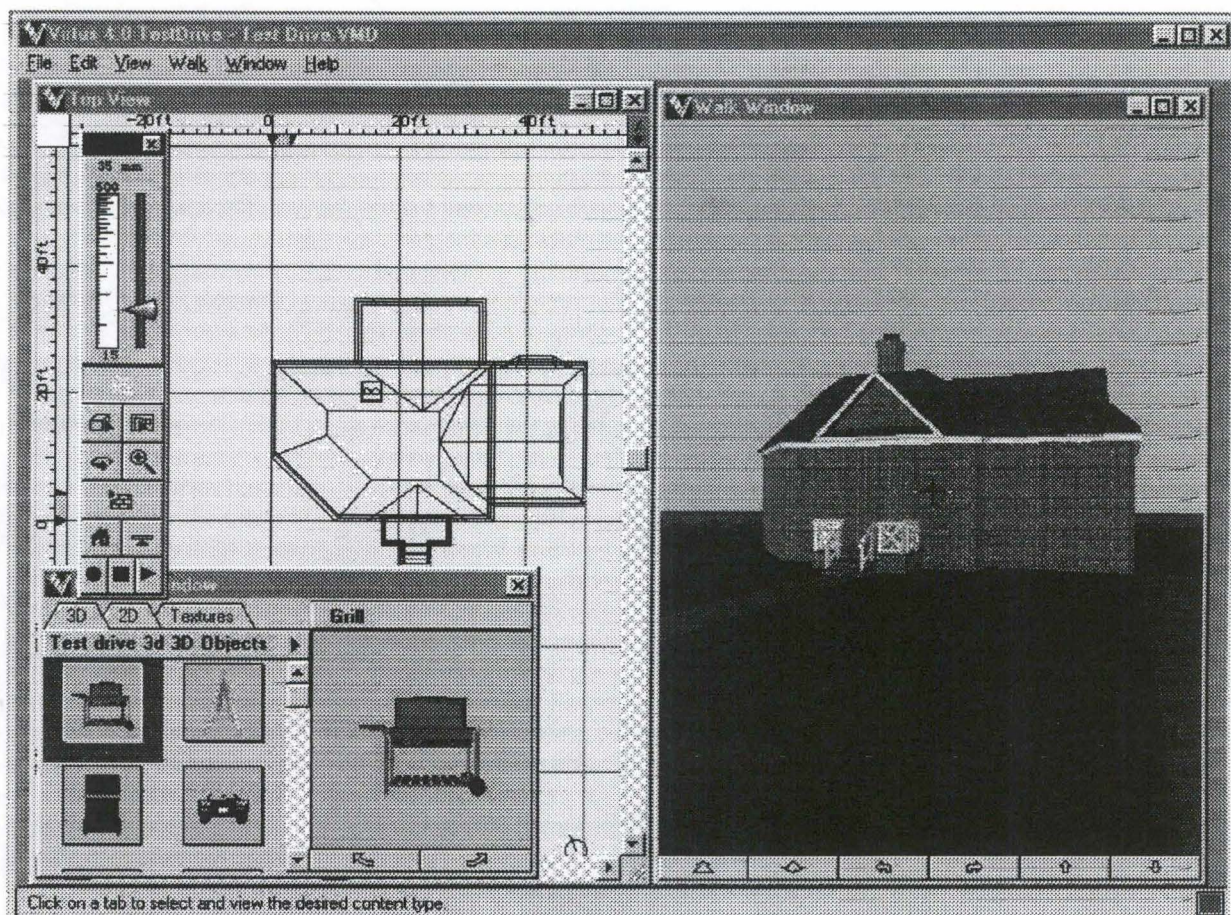 Virtus 4.0 TestDrive - Test Drive.VMD
File Edit View Walk Window Help
Top View
-20ft 0 20ft 40ft
35 mm
500
15
40ft
20ft
0
3D 2D Textures
Test drive 3d 3D Objects
Grill
Walk Window
Click on a tab to select and view the desired content type.